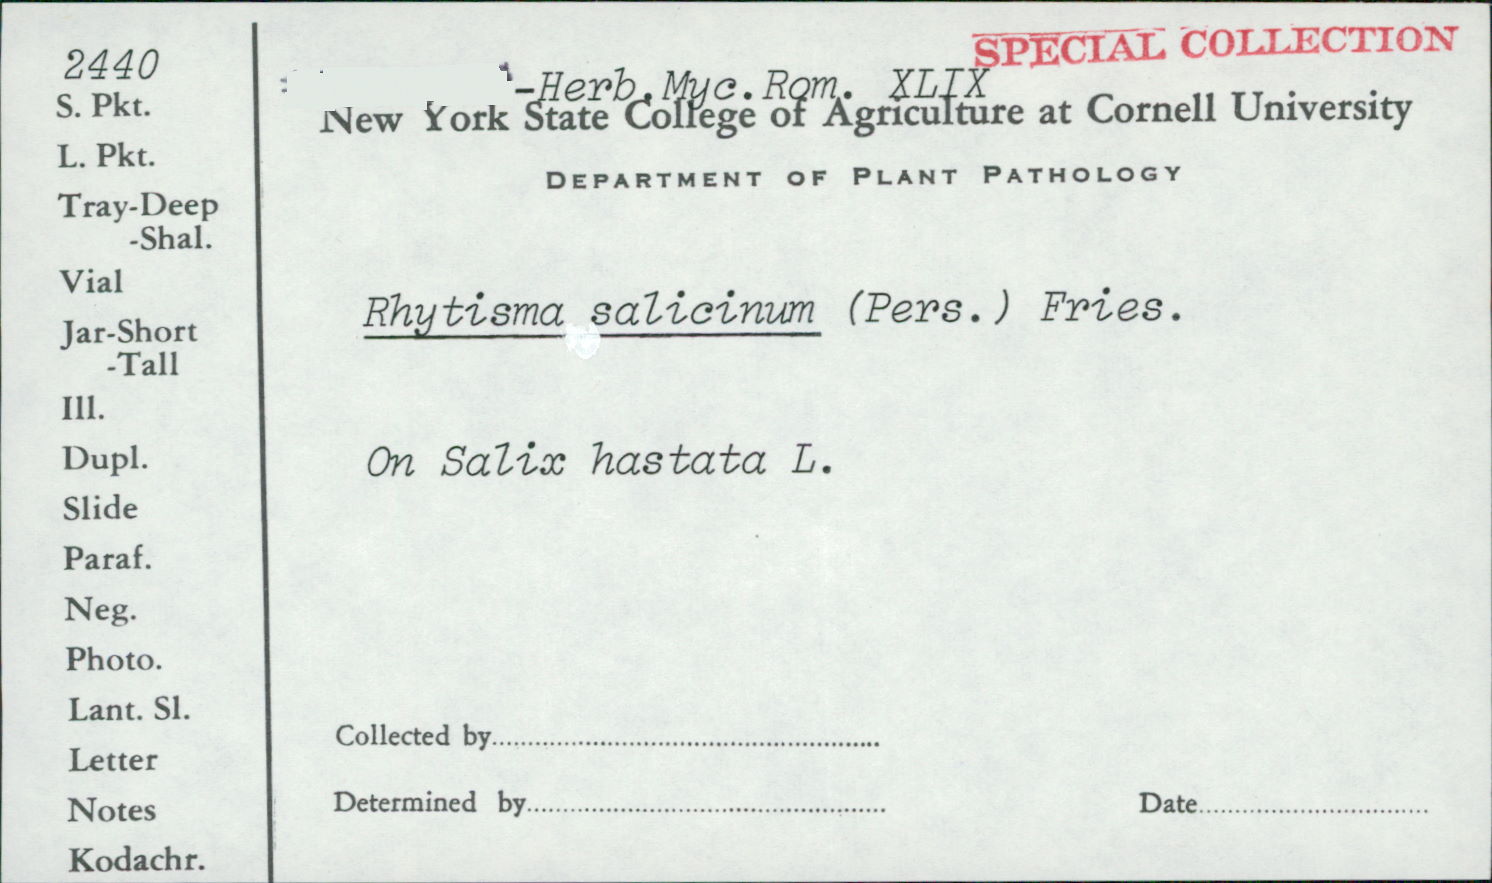 2440
SPECIAL COLLECTION
-Herb.Myc.Rom. XLIX
New York State College of Agriculture at Cornell University
DEPARTMENT OF PLANT PATHOLOGY
S. Pkt.
L. Pkt.
Tray-Deep
-Shal.
Vial
Jar-Short
-Tall
Ill.
Dupl.
Slide
Paraf.
Neg.
Photo.
Lant. Sl.
Letter
Notes
Kodachr.
Rhytisma salicinum (Pers.) Fries.
On Salix hastata L.
Collected by
Determined by
Date